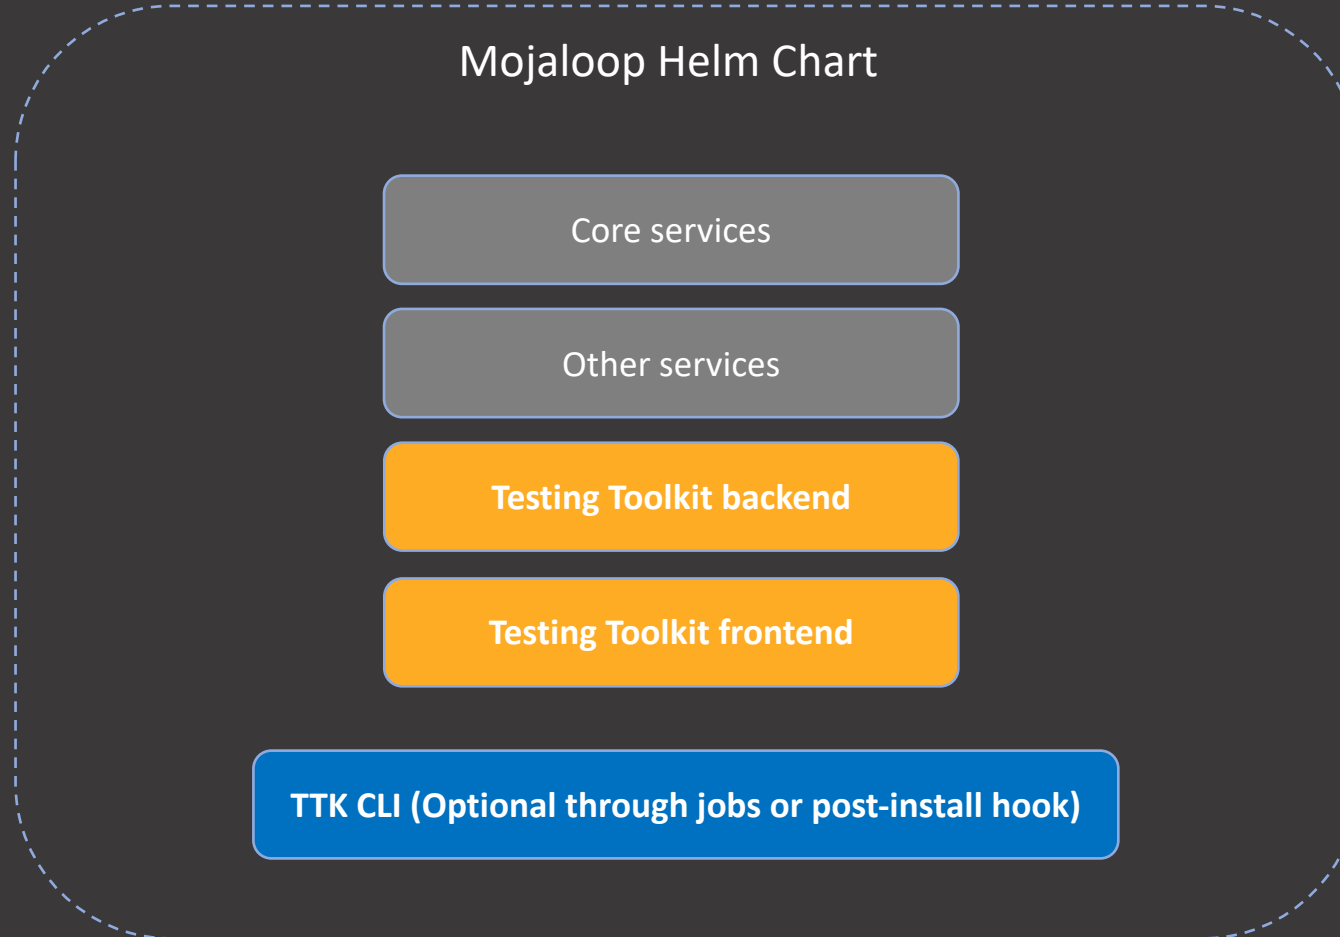 Mojaloop Helm Chart
Core services
Other services
Testing Toolkit backend
Testing Toolkit frontend
TTK CLI (Optional through jobs or post-install hook)